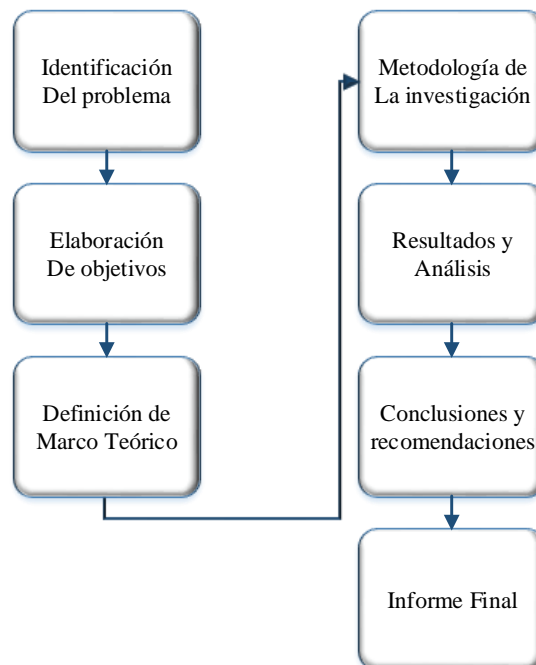 Identificación
Del problema
Elaboración
De objetivos
Definición de
Marco Teórico
Metodología de
La investigación
Resultados y
Análisis
Conclusiones y
recomendaciones
Informe Final